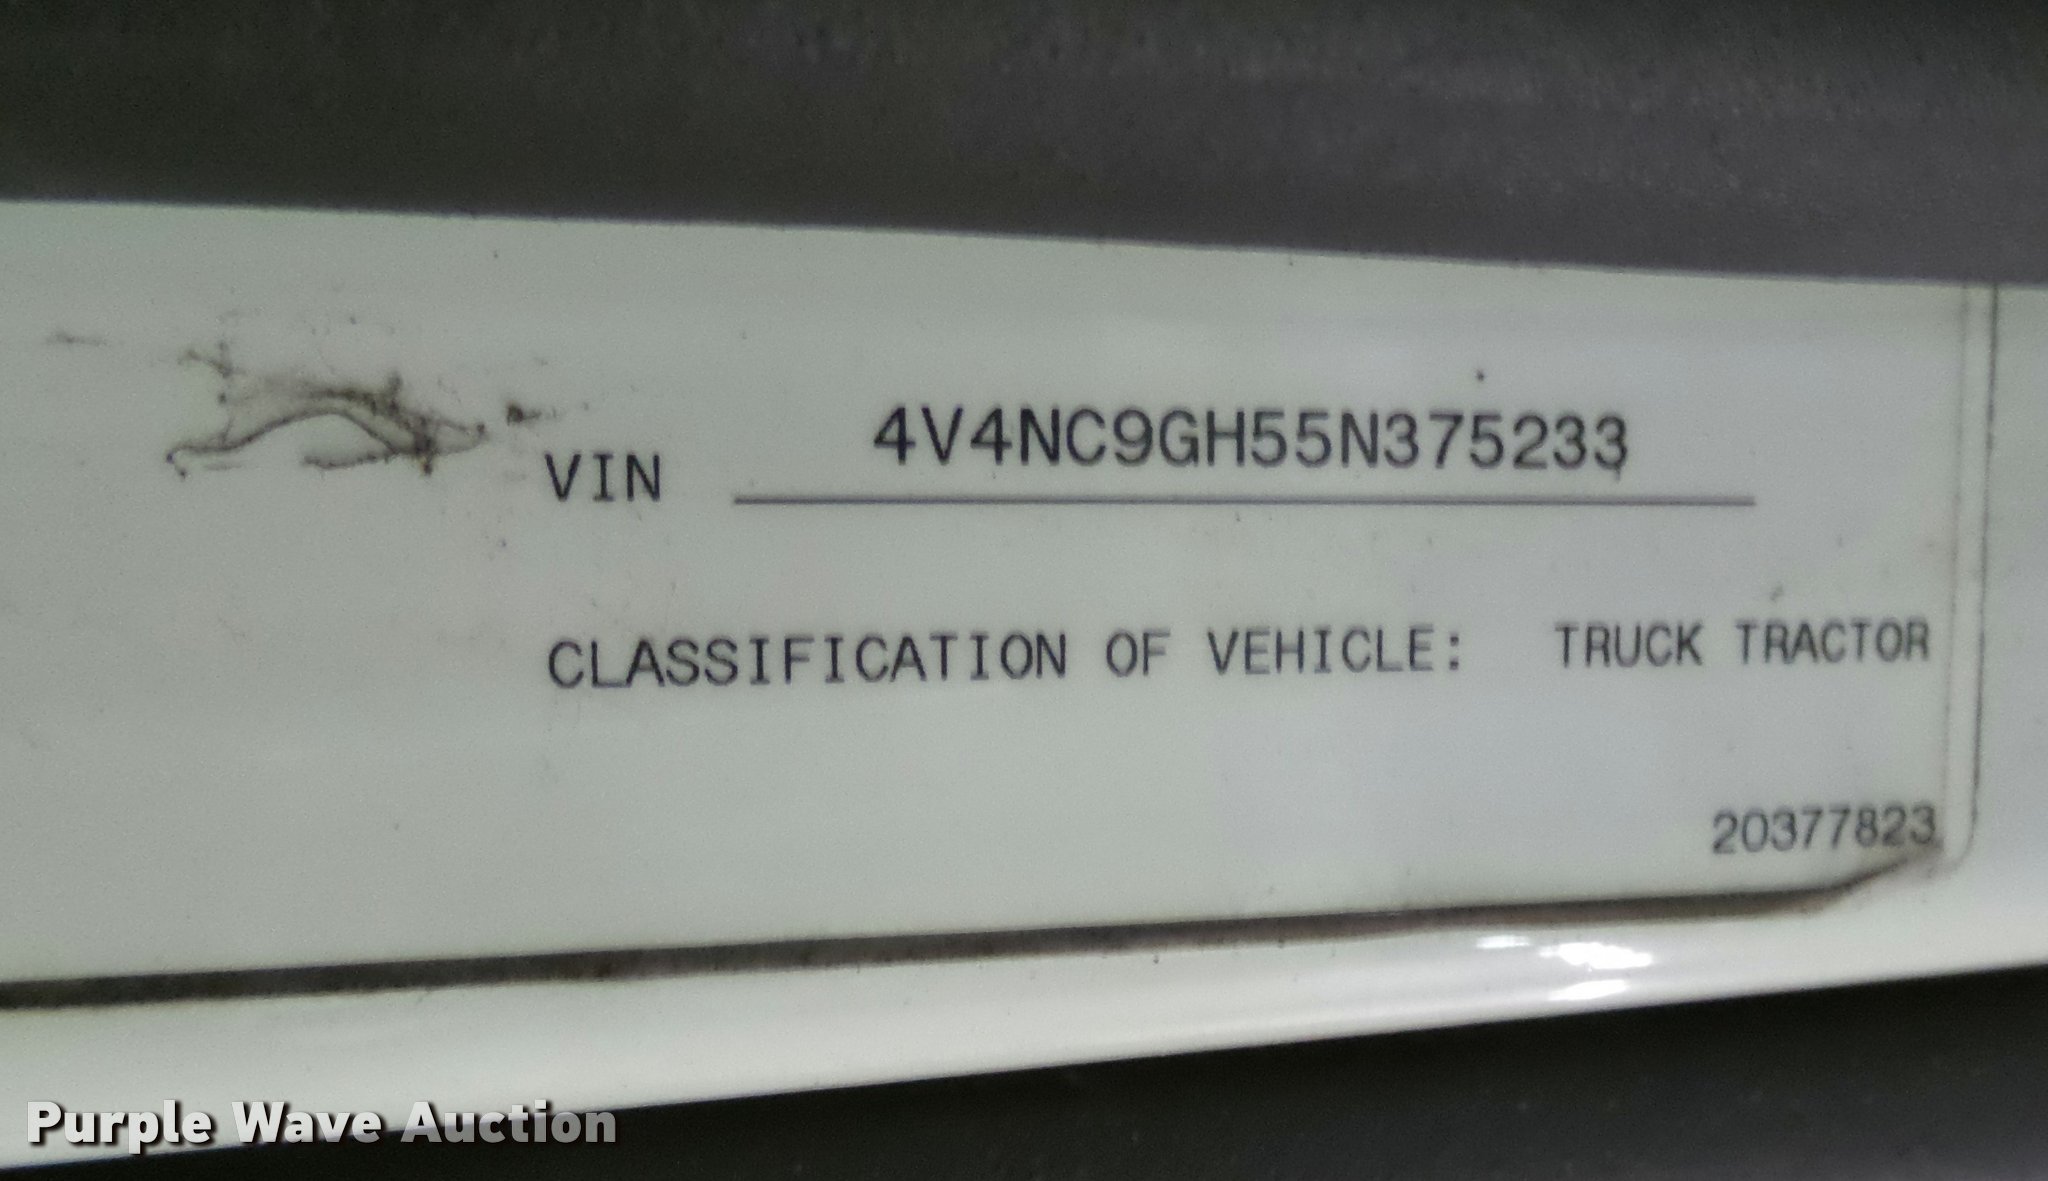 VIN 4V4NC9GH55N375233
CLASSIFICATION OF VEHICLE: TRUCK TRACTOR
20377823
Purple Wave Auction